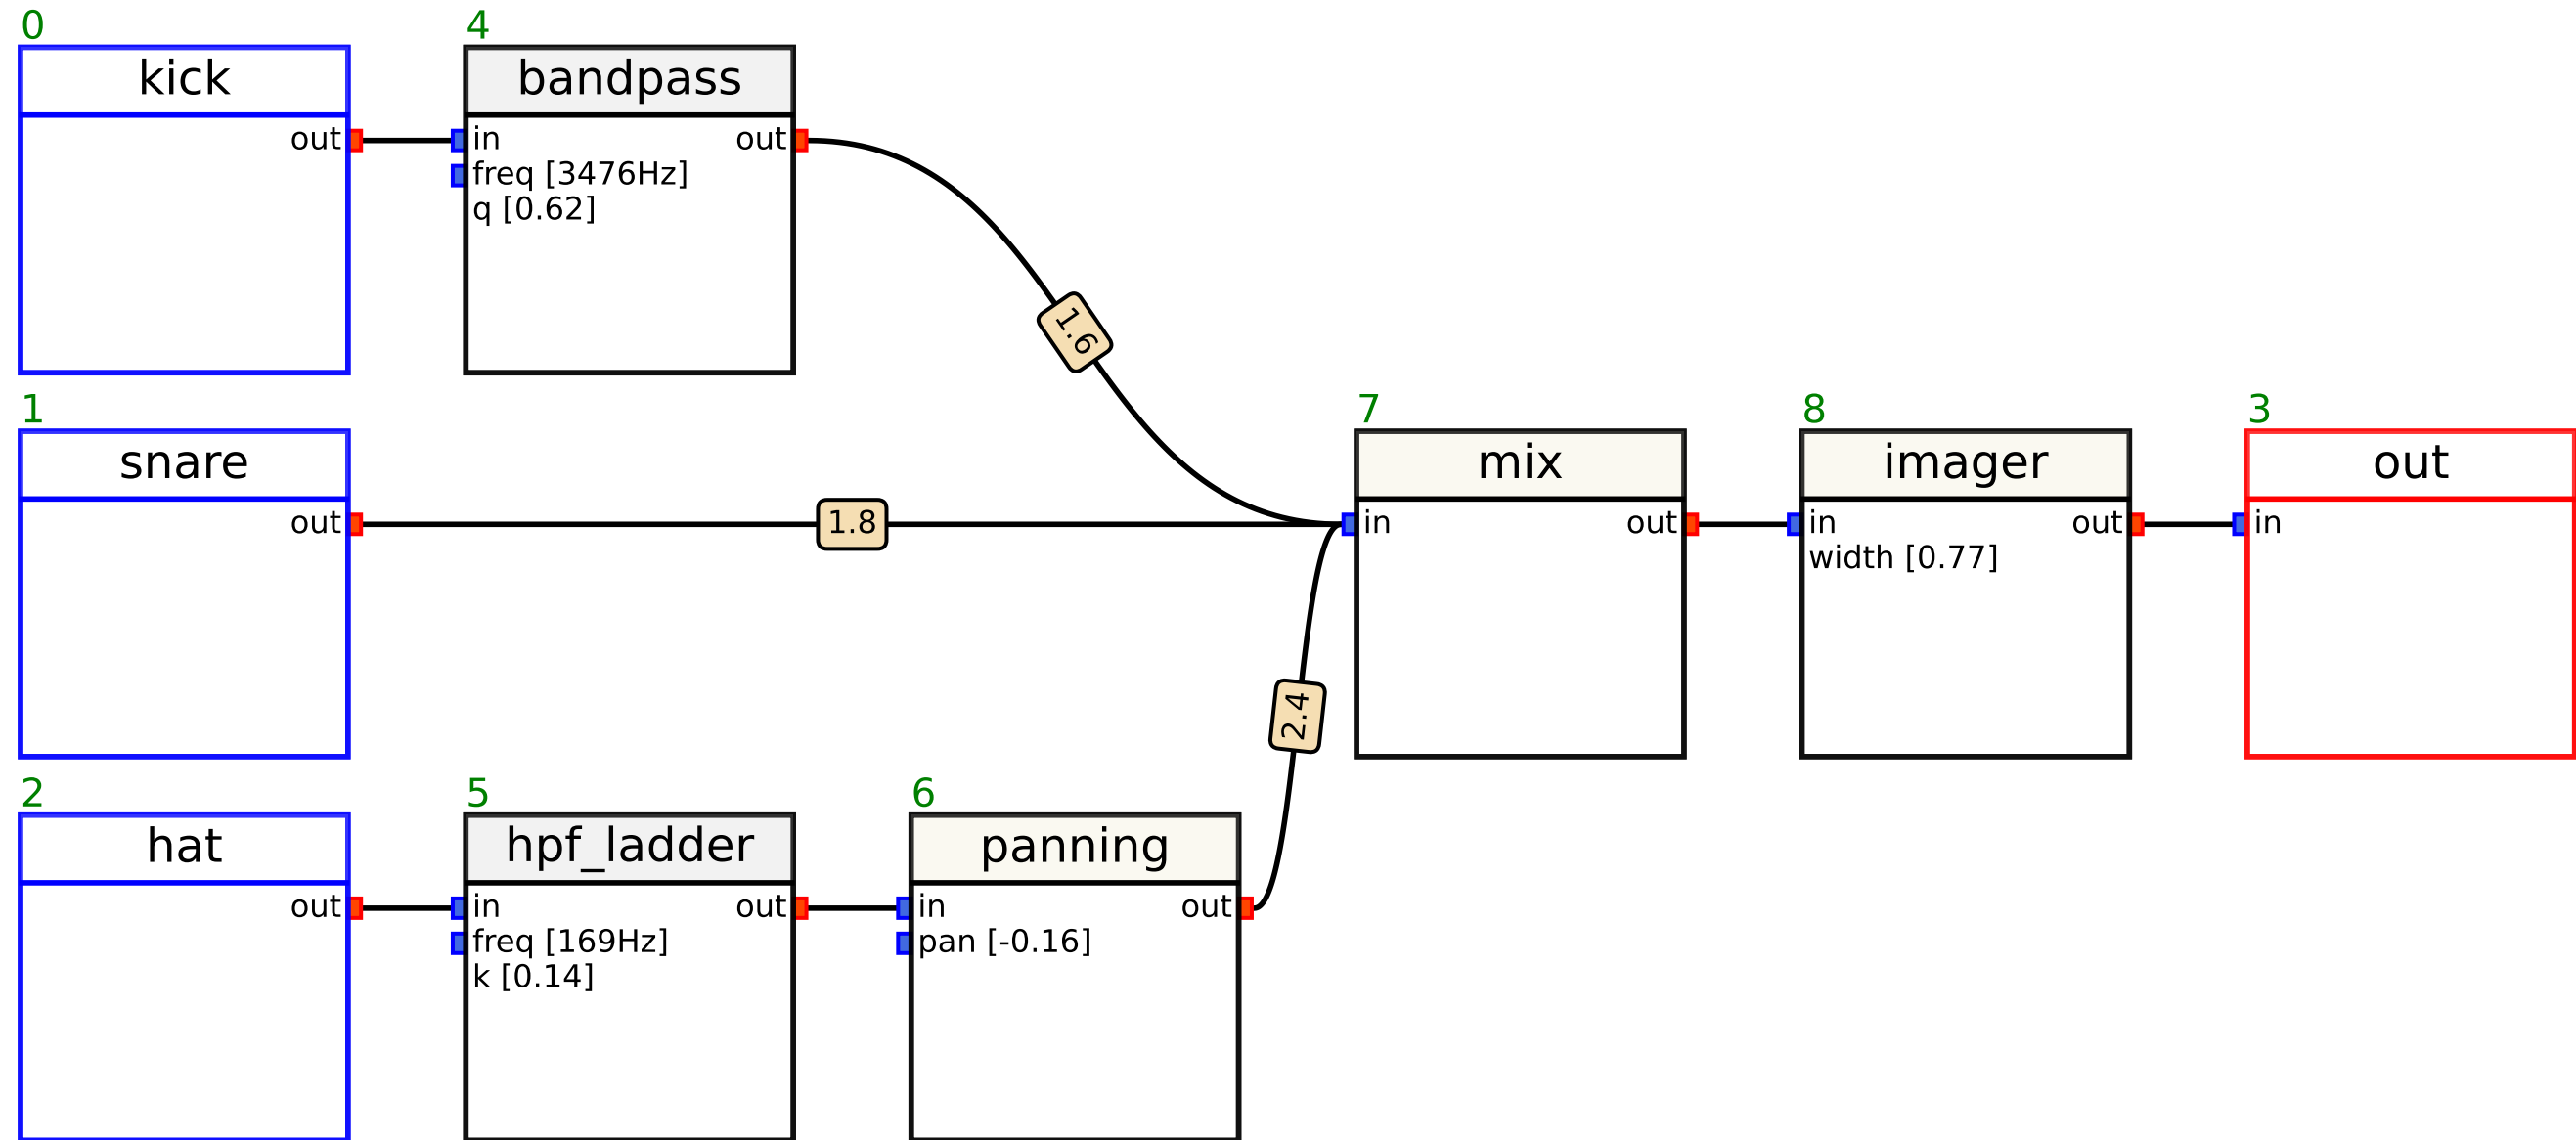 0
kick
out
4
bandpass
in
out
freq [3476Hz]
q [0.62]
1.6
1
snare
out
1.8
7
mix
in
out
8
imager
in
out
width [0.77]
3
out
in
2.4
2
hat
out
5
hpf_ladder
in
out
freq [169Hz]
k [0.14]
6
panning
in
out
pan [-0.16]